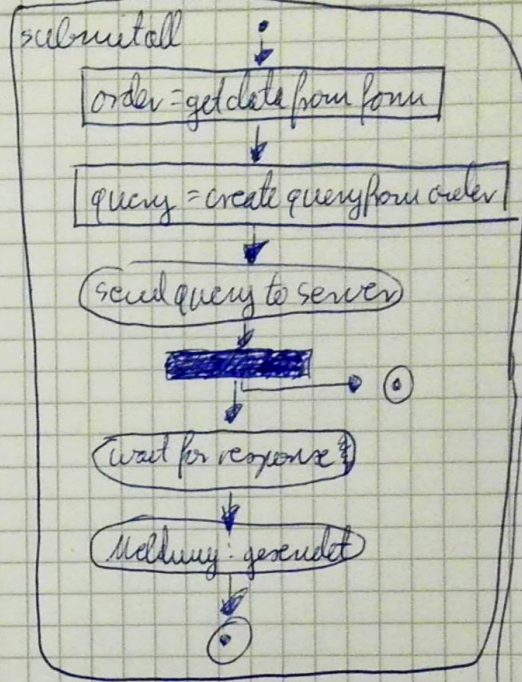 submitall
order = getdata from form
query = create query from order
send query to server
wait for response
Meldung: gesendet